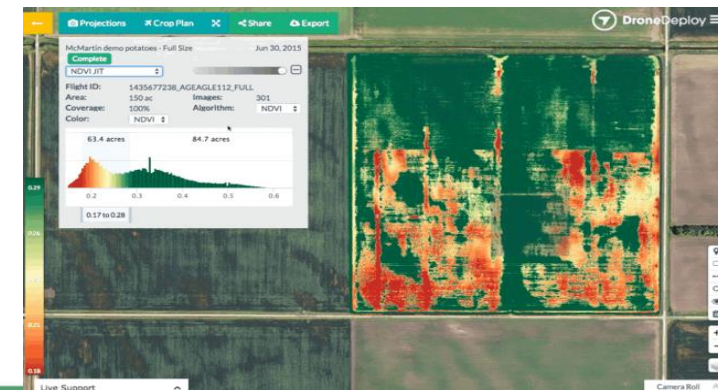 Projections Crop Plan Share Export
DroneDeploy
McMartin demo potatoes - Full Size Jun 30, 2015
Complete
NDVI JIT
Flight ID: 1435677238_AGEAGLE112_FULL
Area: 150 ac Images: 301
Coverage: 100% Algorithm: NDVI
Color: NDVI
63.4 acres 84.7 acres
0.2 0.3 0.4 0.5 0.6
0.17 to 0.28
0.29
0.26
0.21
0.18
Live Support
Camera Roll